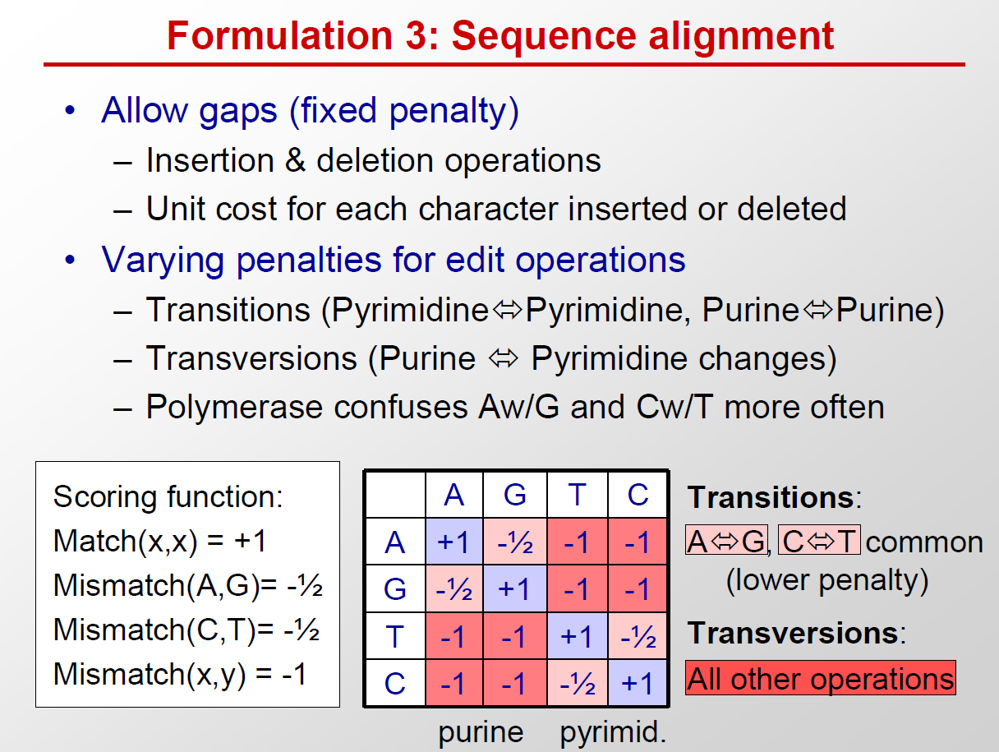 Formulation 3: Sequence alignment
• Allow gaps (fixed penalty)
– Insertion & deletion operations
– Unit cost for each character inserted or deleted
• Varying penalties for edit operations
– Transitions (Pyrimidine⬄Pyrimidine, Purine⬄Purine)
– Transversions (Purine ⬄ Pyrimidine changes)
– Polymerase confuses Aw/G and Cw/T more often
Scoring function:
Match(x,x) = +1
Mismatch(A,G)= -½
Mismatch(C,T)= -½
Mismatch(x,y) = -1
A G T C
A +1 -½ -1 -1
G -½ +1 -1 -1
T -1 -1 +1 -½
C -1 -1 -½ +1
purine pyrimid.
Transitions:
A⬄G, C⬄T common
(lower penalty)
Transversions:
All other operations